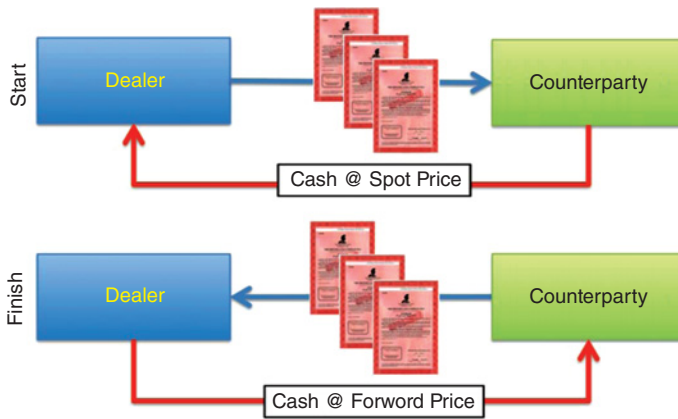 Start
Dealer
Counterparty
Cash @ Spot Price
Finish
Dealer
Counterparty
Cash @ Forword Price